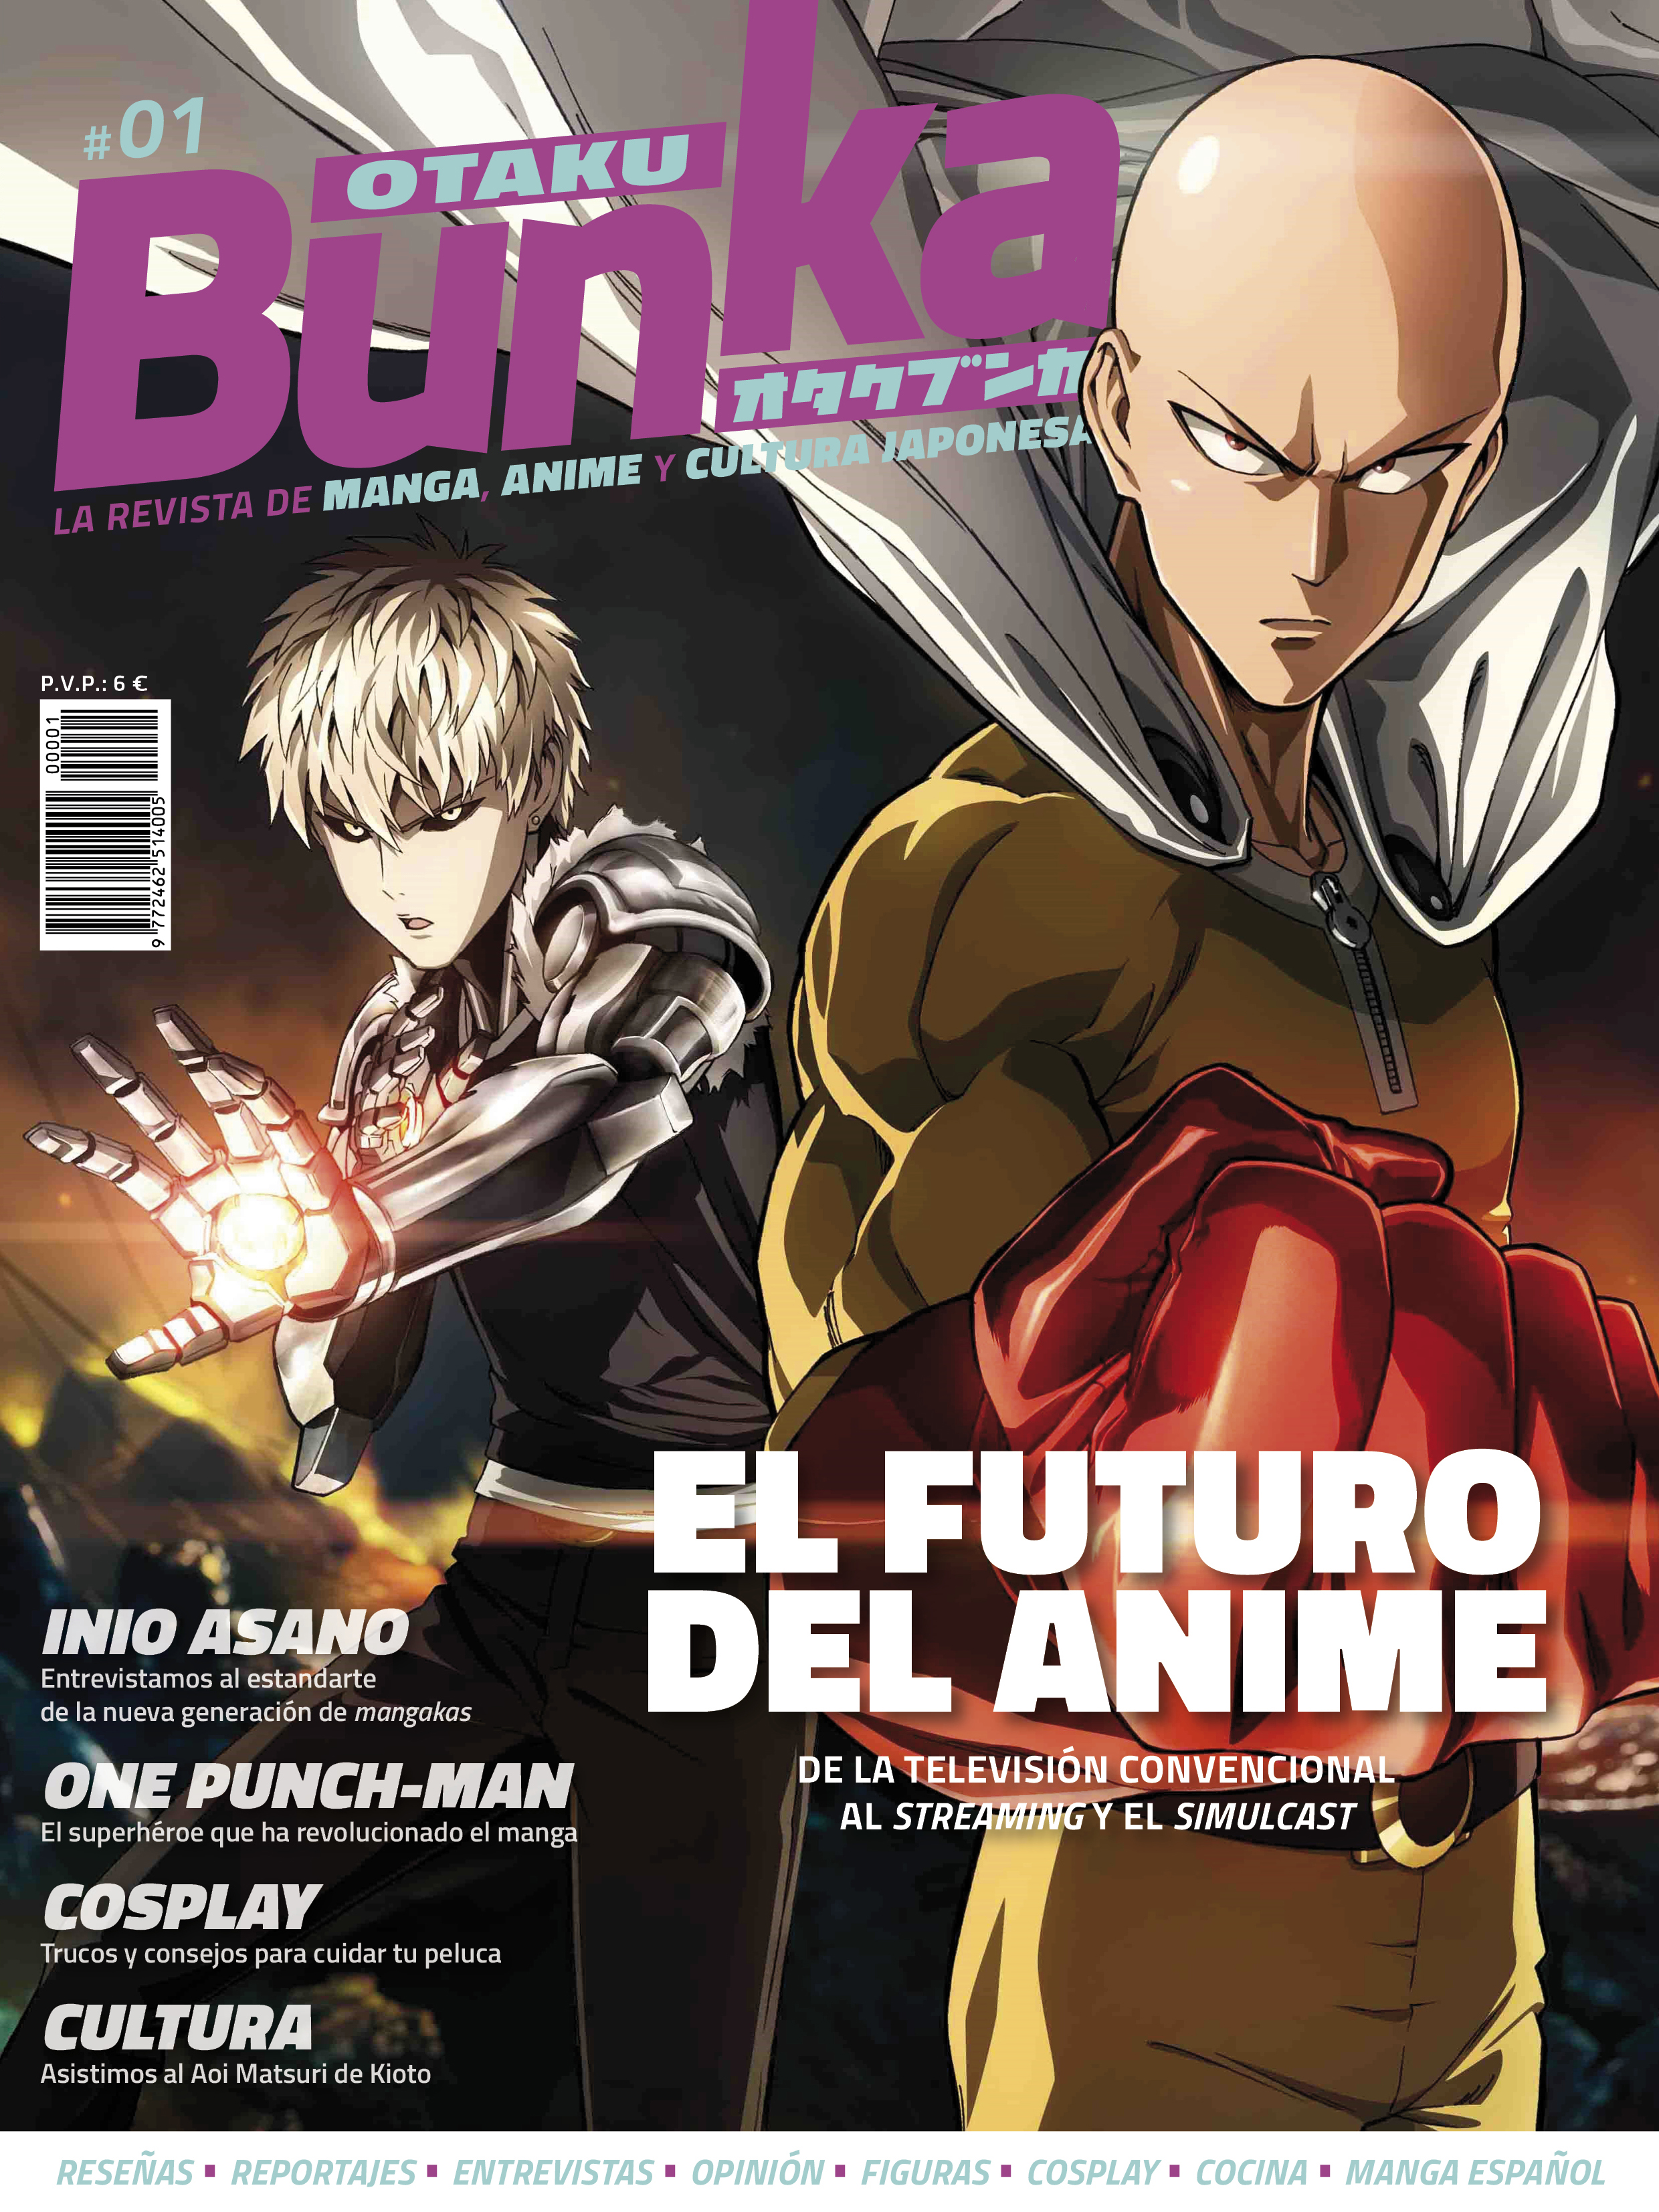 #01
OTAKU
Bunka
オタクブンカ
LA REVISTA DE MANGA, ANIME Y CULTURA JAPONESA
P.V.P.: 6 €
00001
9 772462 514005
EL FUTURO
DEL ANIME
DE LA TELEVISIÓN CONVENCIONAL
AL STREAMING Y EL SIMULCAST
INIO ASANO
Entrevistamos al estandarte
de la nueva generación de mangakas
ONE PUNCH-MAN
El superhéroe que ha revolucionado el manga
COSPLAY
Trucos y consejos para cuidar tu peluca
CULTURA
Asistimos al Aoi Matsuri de Kioto
RESEÑAS ▪ REPORTAJES ▪ ENTREVISTAS ▪ OPINIÓN ▪ FIGURAS ▪ COSPLAY ▪ COCINA ▪ MANGA ESPAÑOL